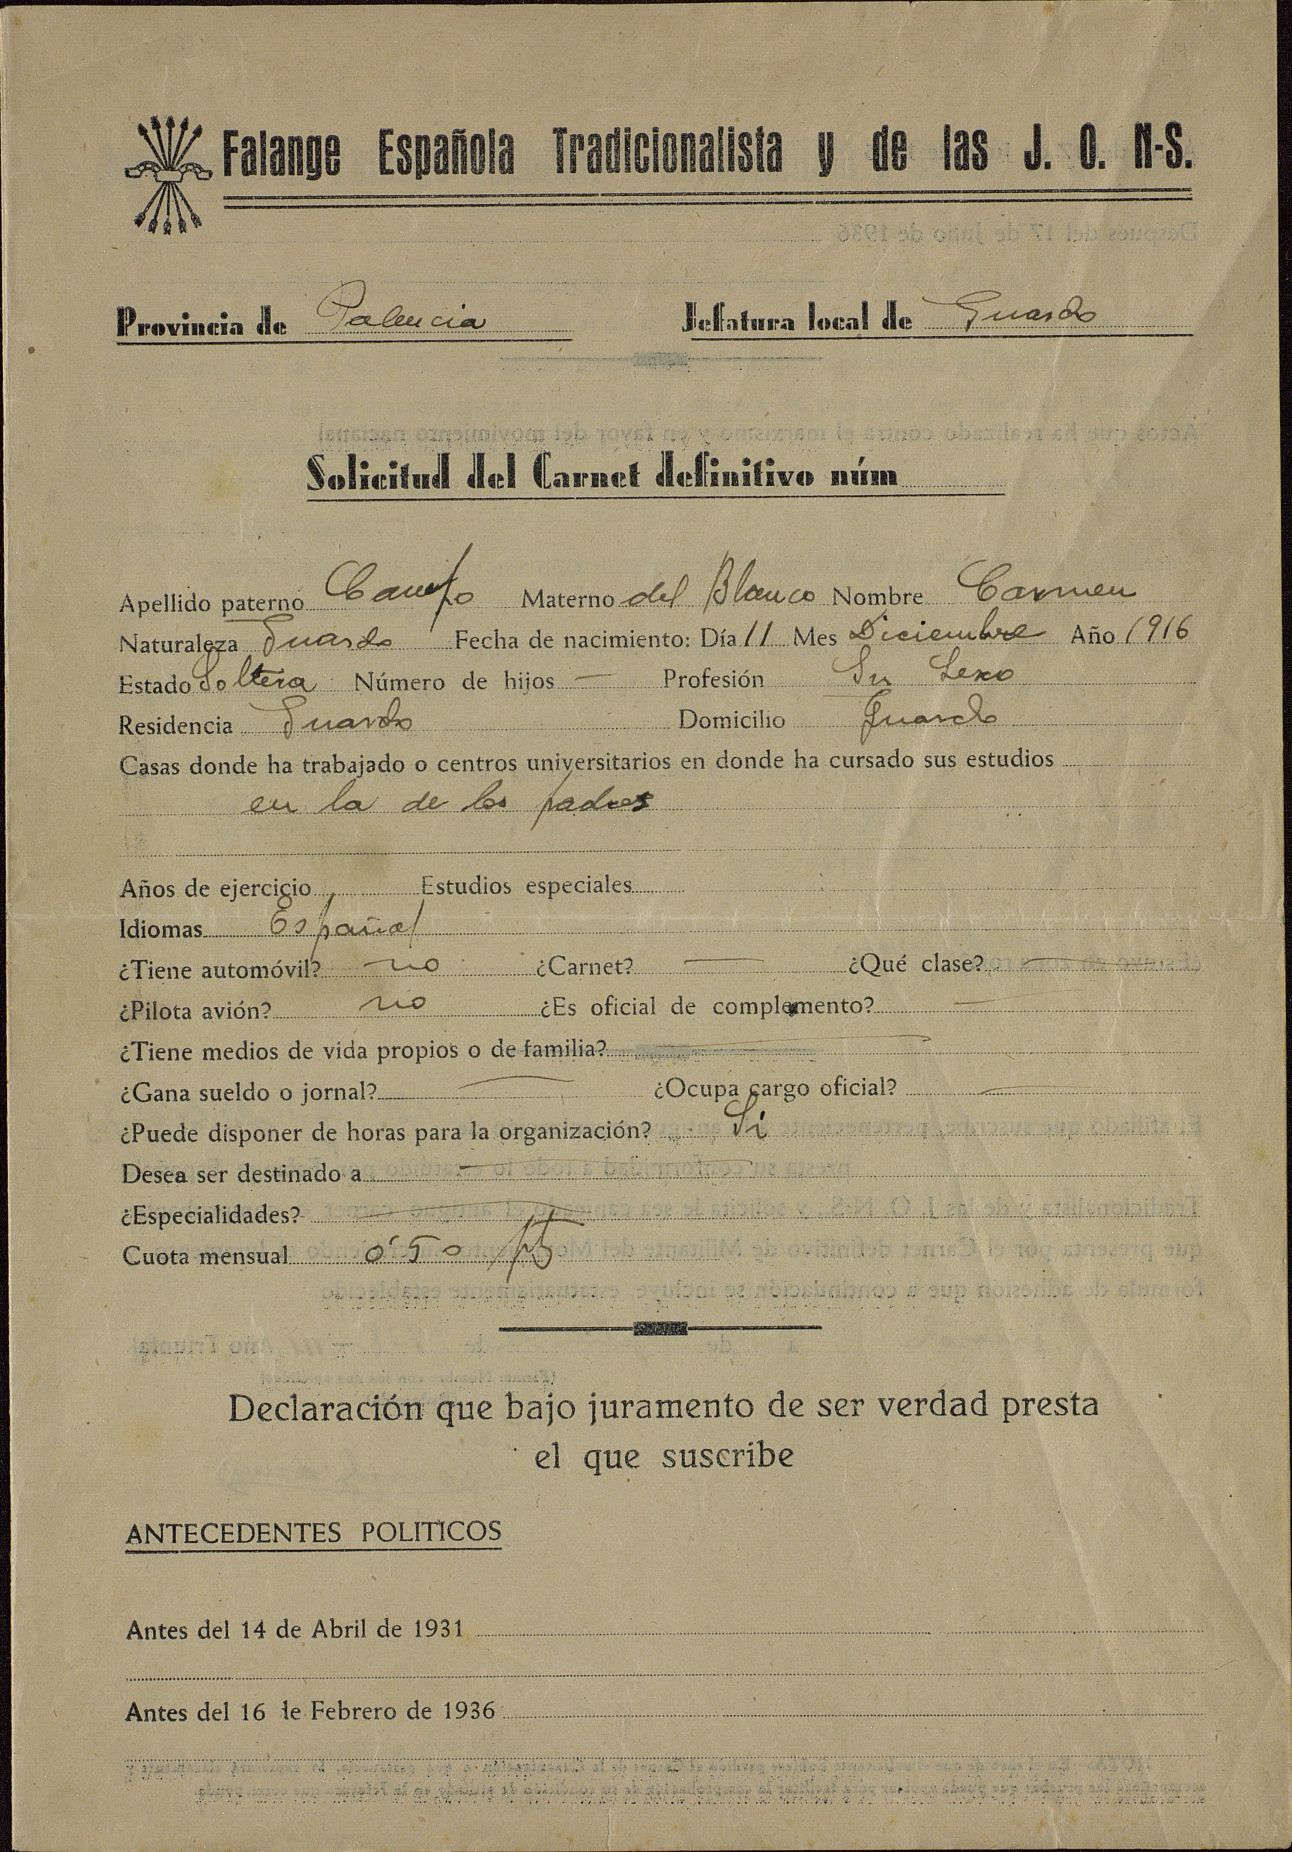 Falange Española Tradicionalista y de las J. O. N-S.
Provincia de Palencia Jefatura local de Guardo
Solicitud del Carnet definitivo núm
Apellido paterno Campo Materno del Blanco Nombre Carmen
Naturaleza Guardo Fecha de nacimiento: Día 11 Mes Diciembre Año 1916
Estado Soltera Número de hijos — Profesión Su Sexo
Residencia Guardo Domicilio Guardo
Casas donde ha trabajado o centros universitarios en donde ha cursado sus estudios
en la de los padres
Años de ejercicio Estudios especiales
Idiomas Español
¿Tiene automóvil? no ¿Carnet? — ¿Qué clase? —
¿Pilota avión? no ¿Es oficial de complemento? —
¿Tiene medios de vida propios o de familia? —
¿Gana sueldo o jornal? — ¿Ocupa cargo oficial? —
¿Puede disponer de horas para la organización? Si
Desea ser destinado a —
¿Especialidades? —
Cuota mensual 0'50 pts
Declaración que bajo juramento de ser verdad presta
el que suscribe
ANTECEDENTES POLITICOS
Antes del 14 de Abril de 1931
Antes del 16 de Febrero de 1936